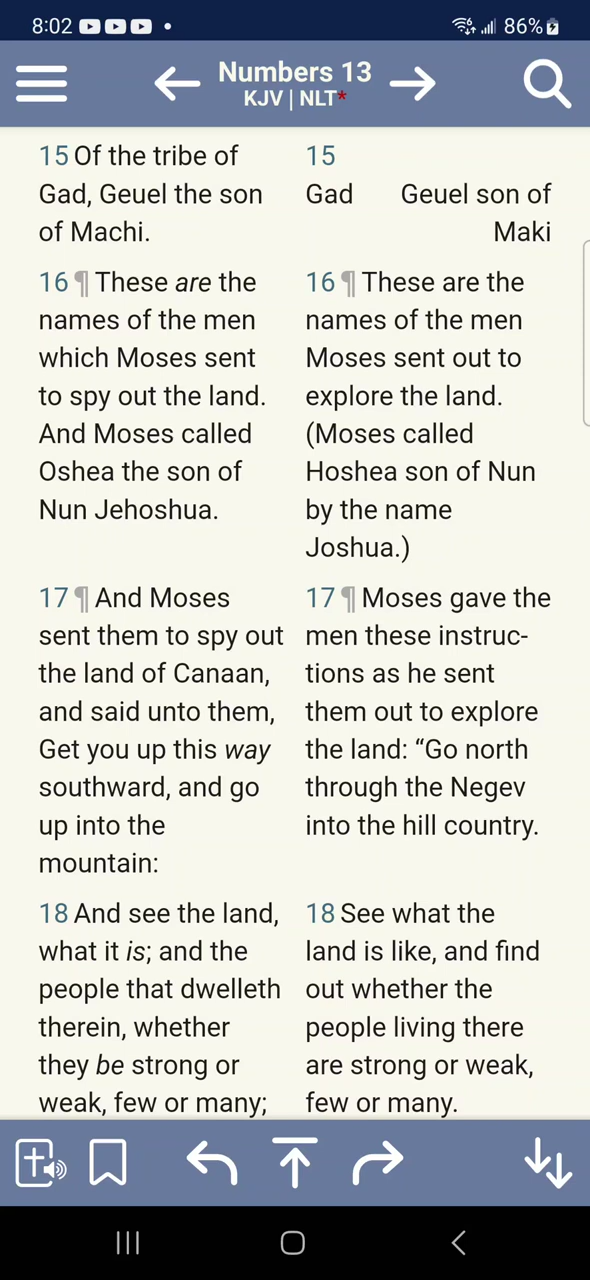 8:02
86%
Numbers 13
KJV | NLT*
15 Of the tribe of
Gad, Geuel the son
of Machi.
15
Gad Geuel son of
Maki
16 ¶ These are the
names of the men
which Moses sent
to spy out the land.
And Moses called
Oshea the son of
Nun Jehoshua.
16 ¶ These are the
names of the men
Moses sent out to
explore the land.
(Moses called
Hoshea son of Nun
by the name
Joshua.)
17 ¶ And Moses
sent them to spy out
the land of Canaan,
and said unto them,
Get you up this way
southward, and go
up into the
mountain:
17 ¶ Moses gave the
men these instruc-
tions as he sent
them out to explore
the land: “Go north
through the Negev
into the hill country.
18 And see the land,
what it is; and the
people that dwelleth
therein, whether
they be strong or
weak, few or many;
18 See what the
land is like, and find
out whether the
people living there
are strong or weak,
few or many.